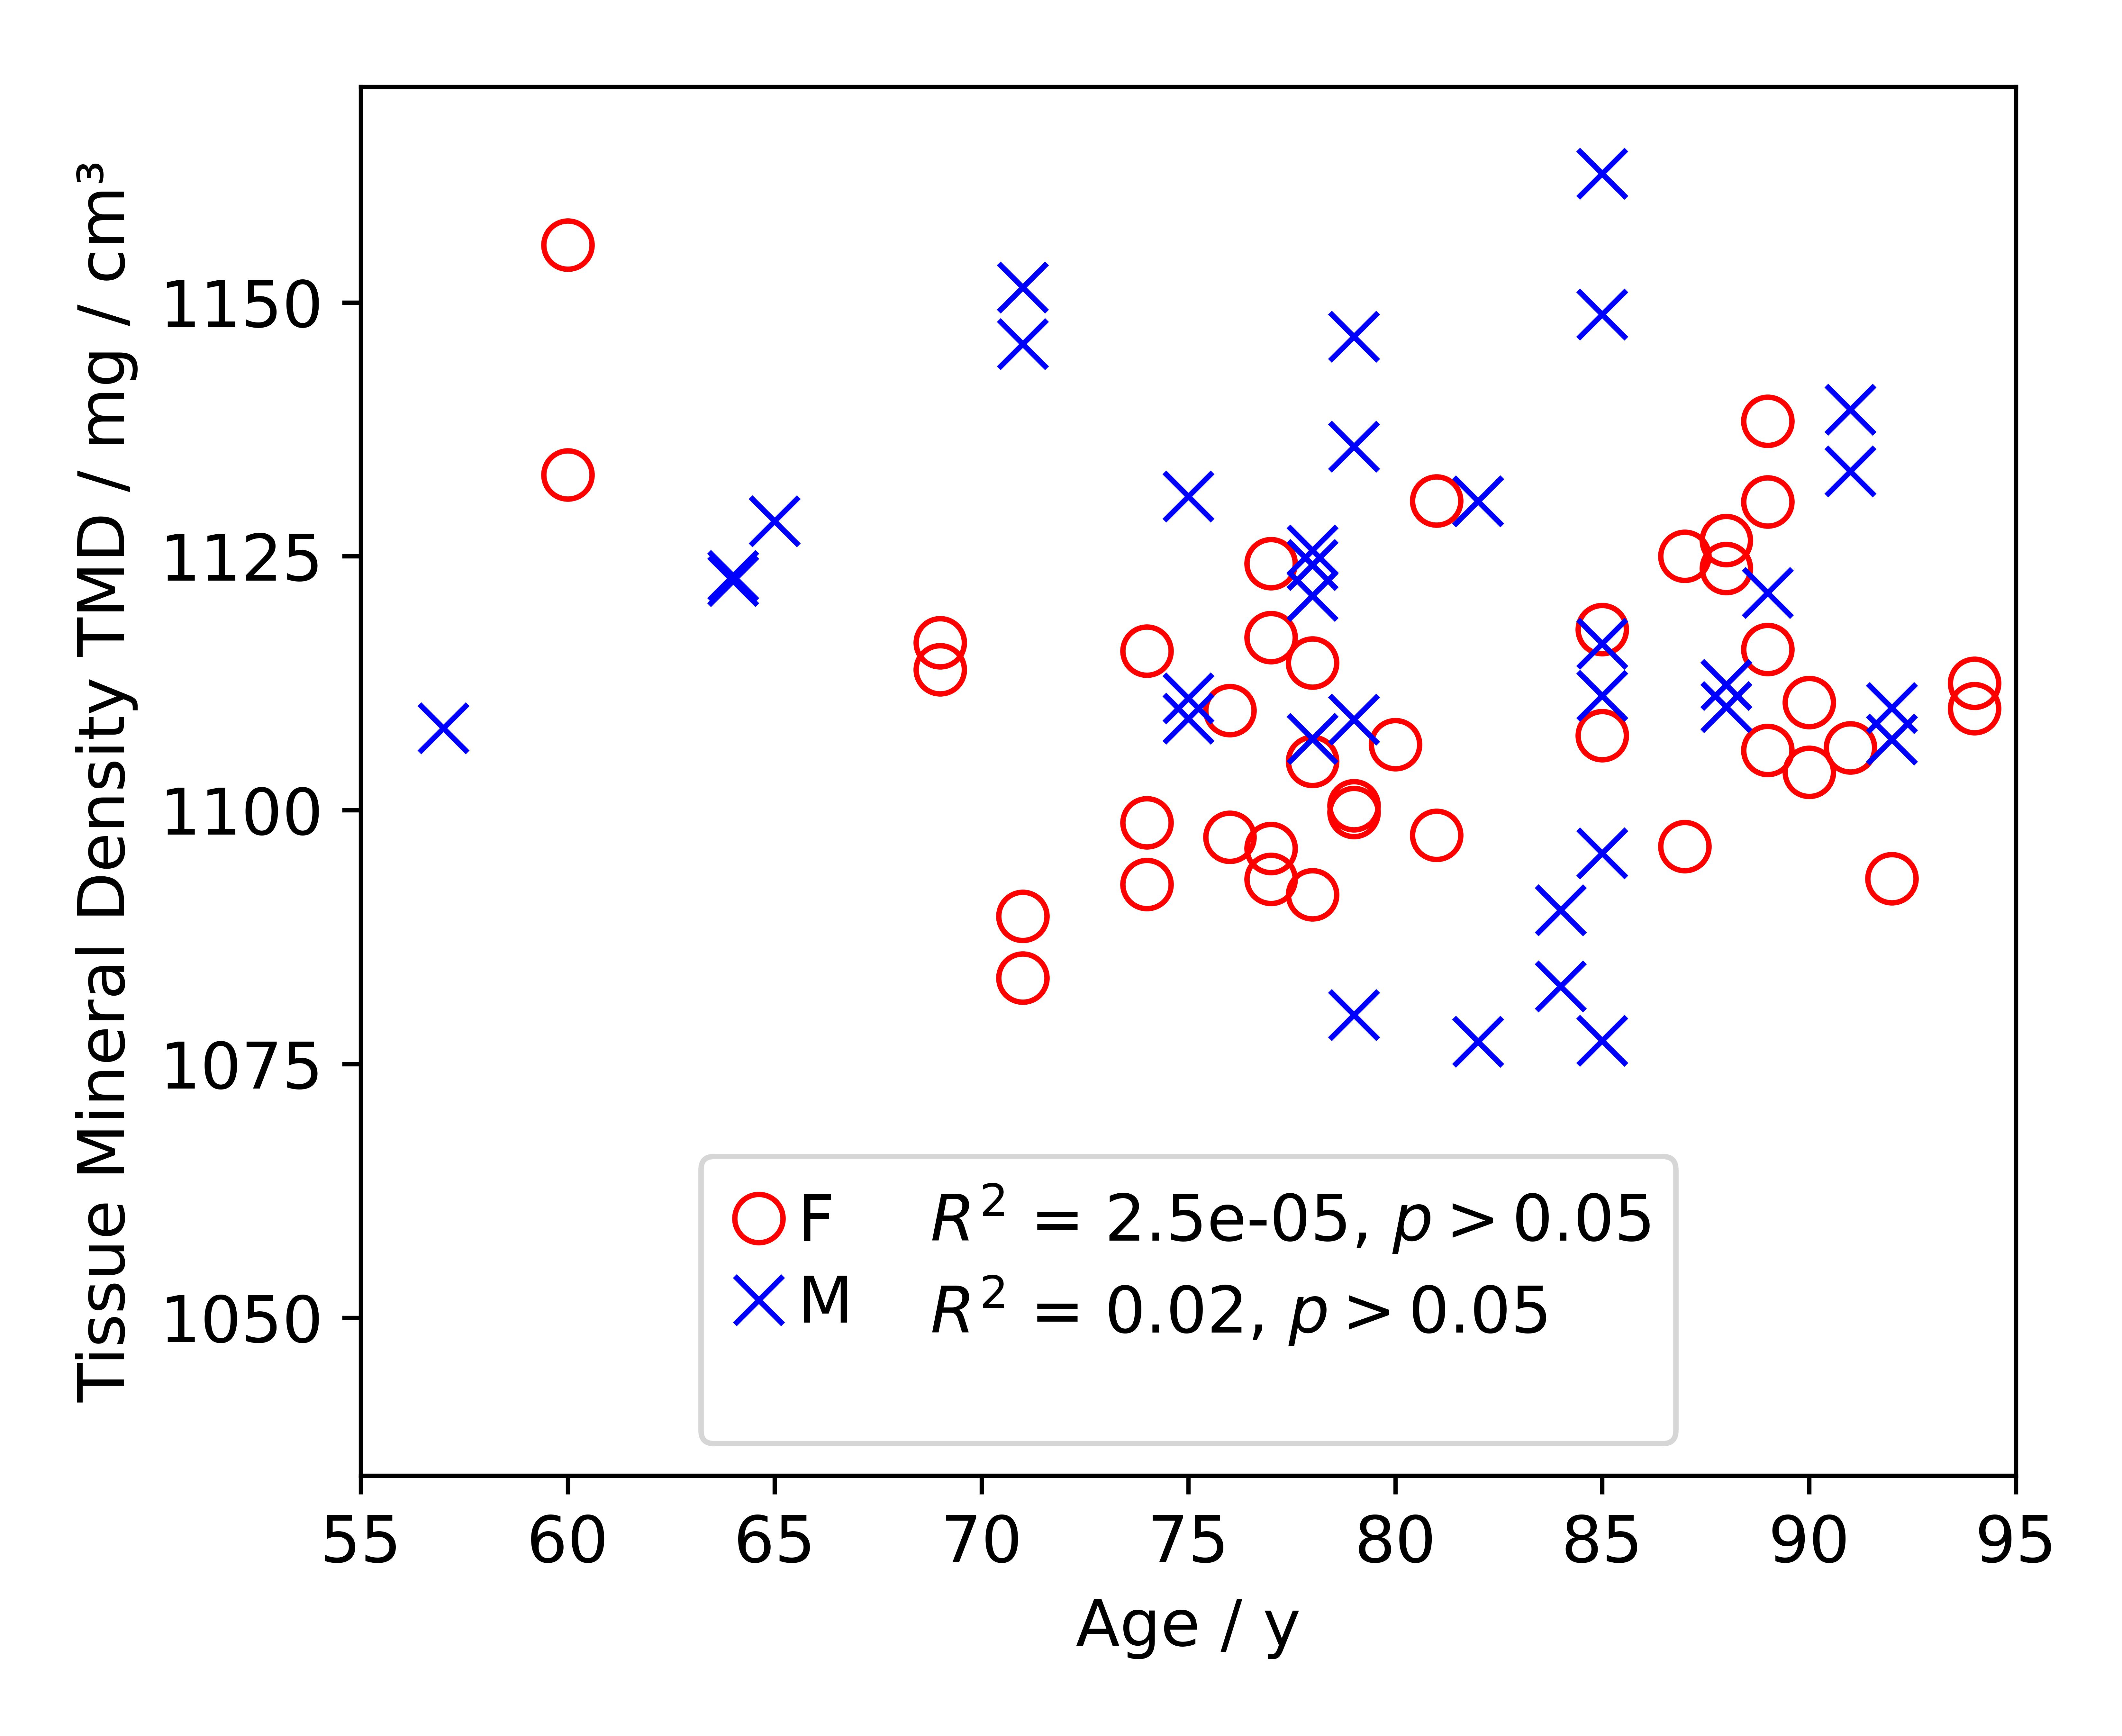 Tissue Mineral Density TMD / mg / cm³
1150
1125
1100
1075
1050
F R² = 2.5e-05, p > 0.05
M R² = 0.02, p > 0.05
55 60 65 70 75 80 85 90 95
Age / y